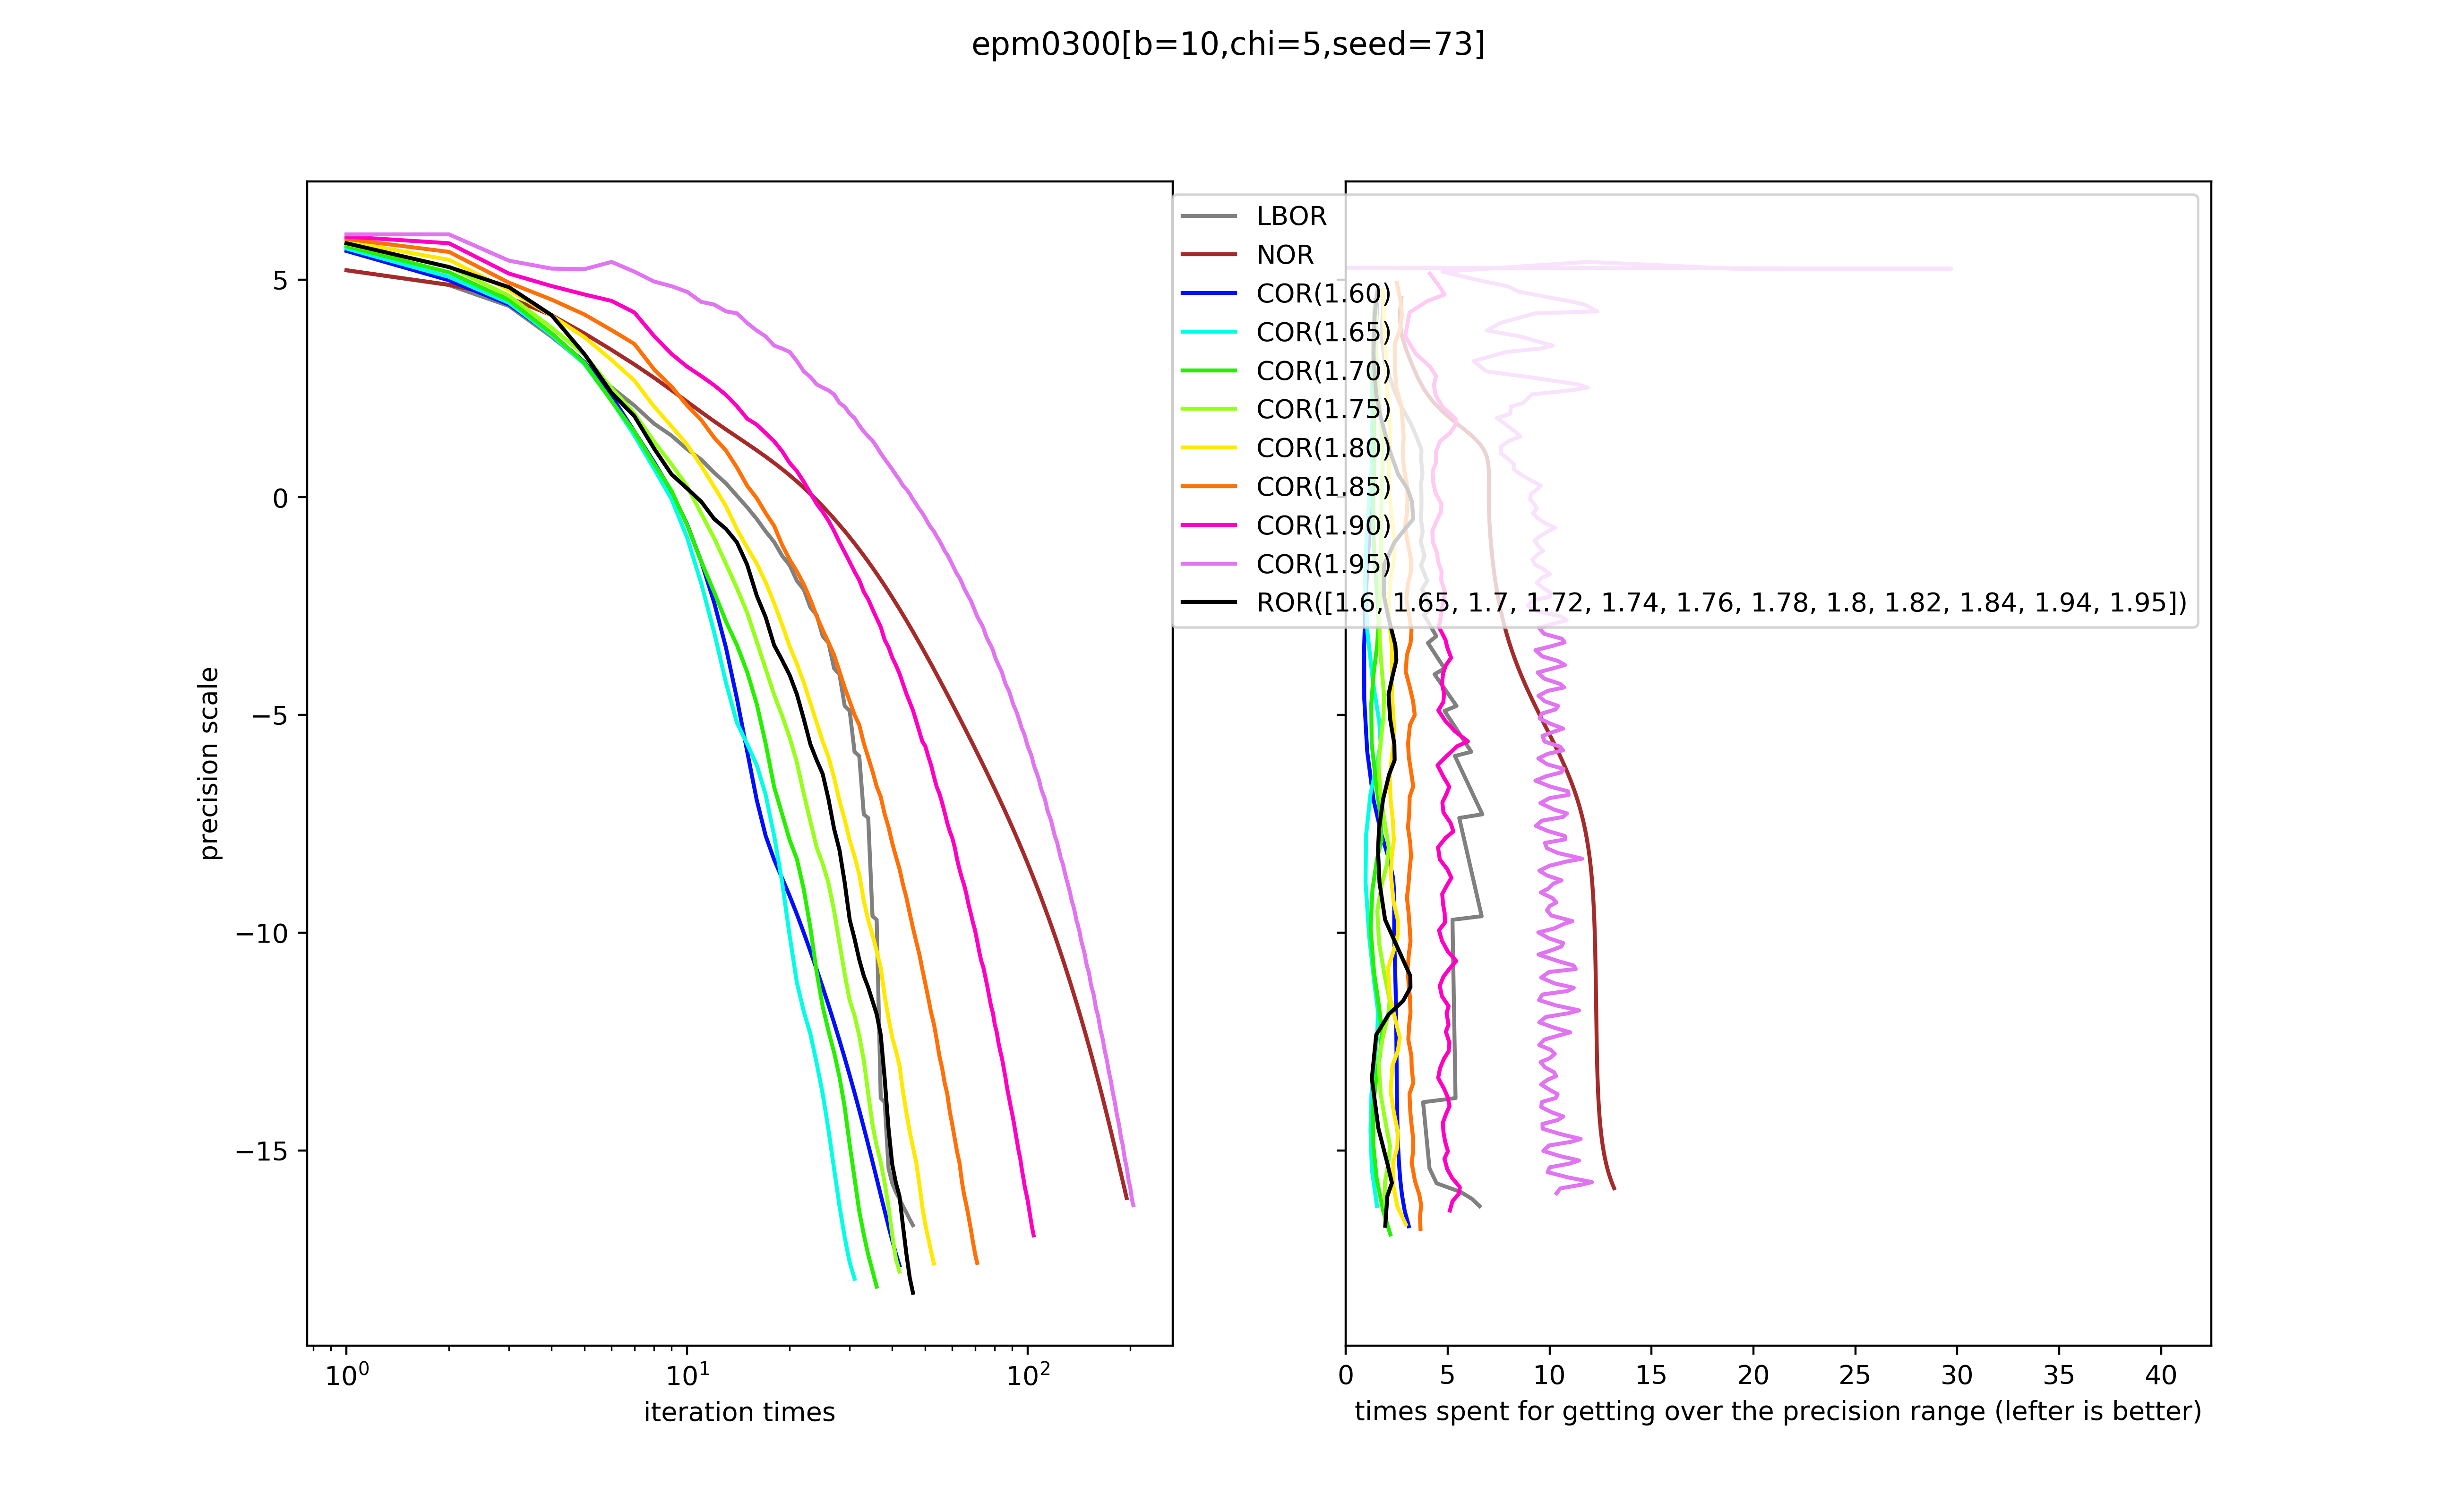 epm0300[b=10,chi=5,seed=73]
precision scale
5
0
−5
−10
−15
10⁰ 10¹ 10²
iteration times
LBOR
NOR
COR(1.60)
COR(1.65)
COR(1.70)
COR(1.75)
COR(1.80)
COR(1.85)
COR(1.90)
COR(1.95)
ROR([1.6, 1.65, 1.7, 1.72, 1.74, 1.76, 1.78, 1.8, 1.82, 1.84, 1.94, 1.95])
0 5 10 15 20 25 30 35 40
times spent for getting over the precision range (lefter is better)